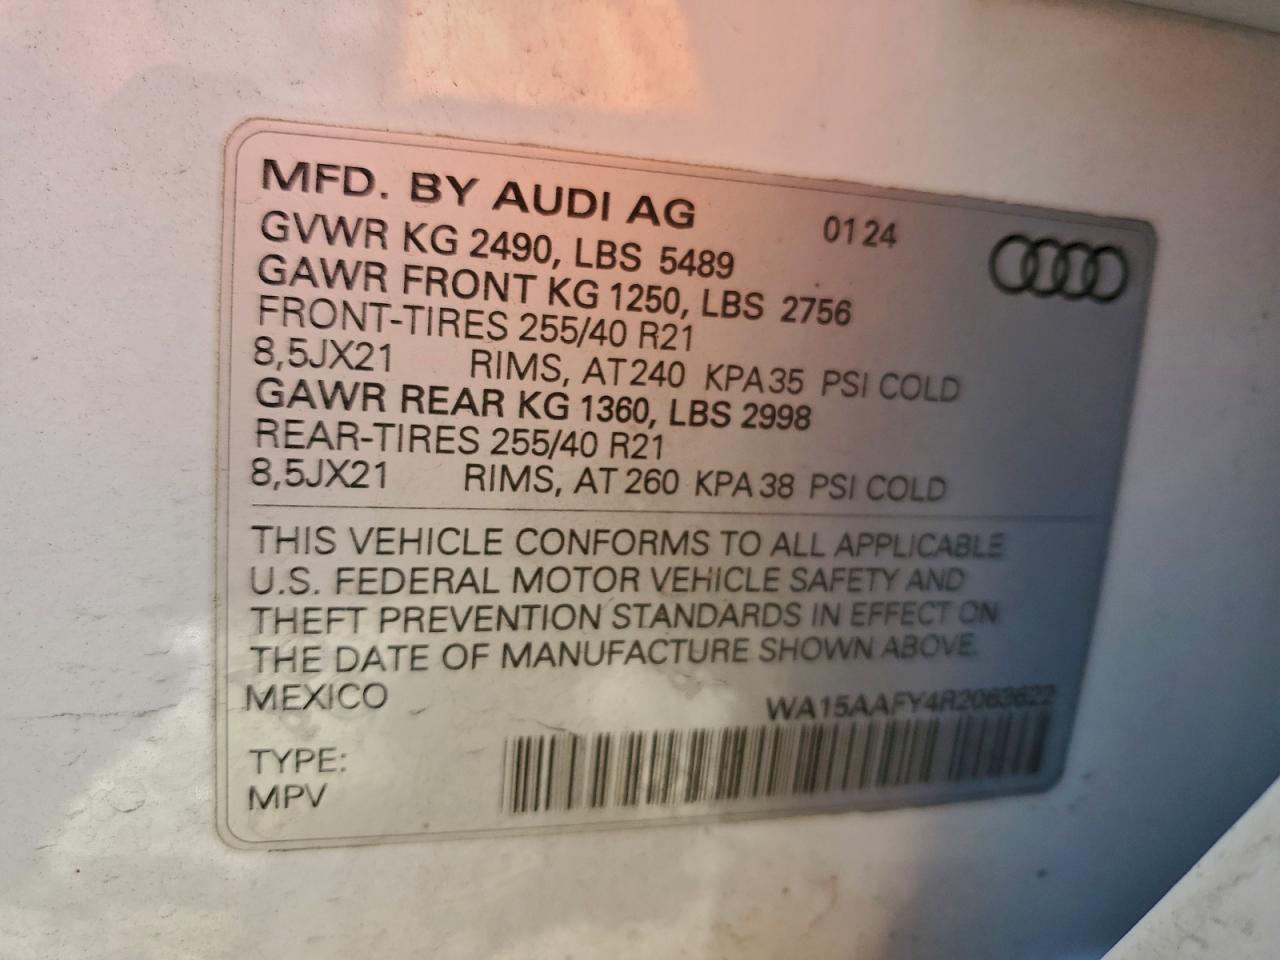 MFD. BY AUDI AG 01 24
GVWR KG 2490, LBS 5489
GAWR FRONT KG 1250, LBS 2756
FRONT-TIRES 255/40 R21
8,5JX21 RIMS, AT 240 KPA 35 PSI COLD
GAWR REAR KG 1360, LBS 2998
REAR-TIRES 255/40 R21
8,5JX21 RIMS, AT 260 KPA 38 PSI COLD
THIS VEHICLE CONFORMS TO ALL APPLICABLE
U.S. FEDERAL MOTOR VEHICLE SAFETY AND
THEFT PREVENTION STANDARDS IN EFFECT ON
THE DATE OF MANUFACTURE SHOWN ABOVE.
MEXICO WA15AAFY4R2063622
TYPE:
MPV